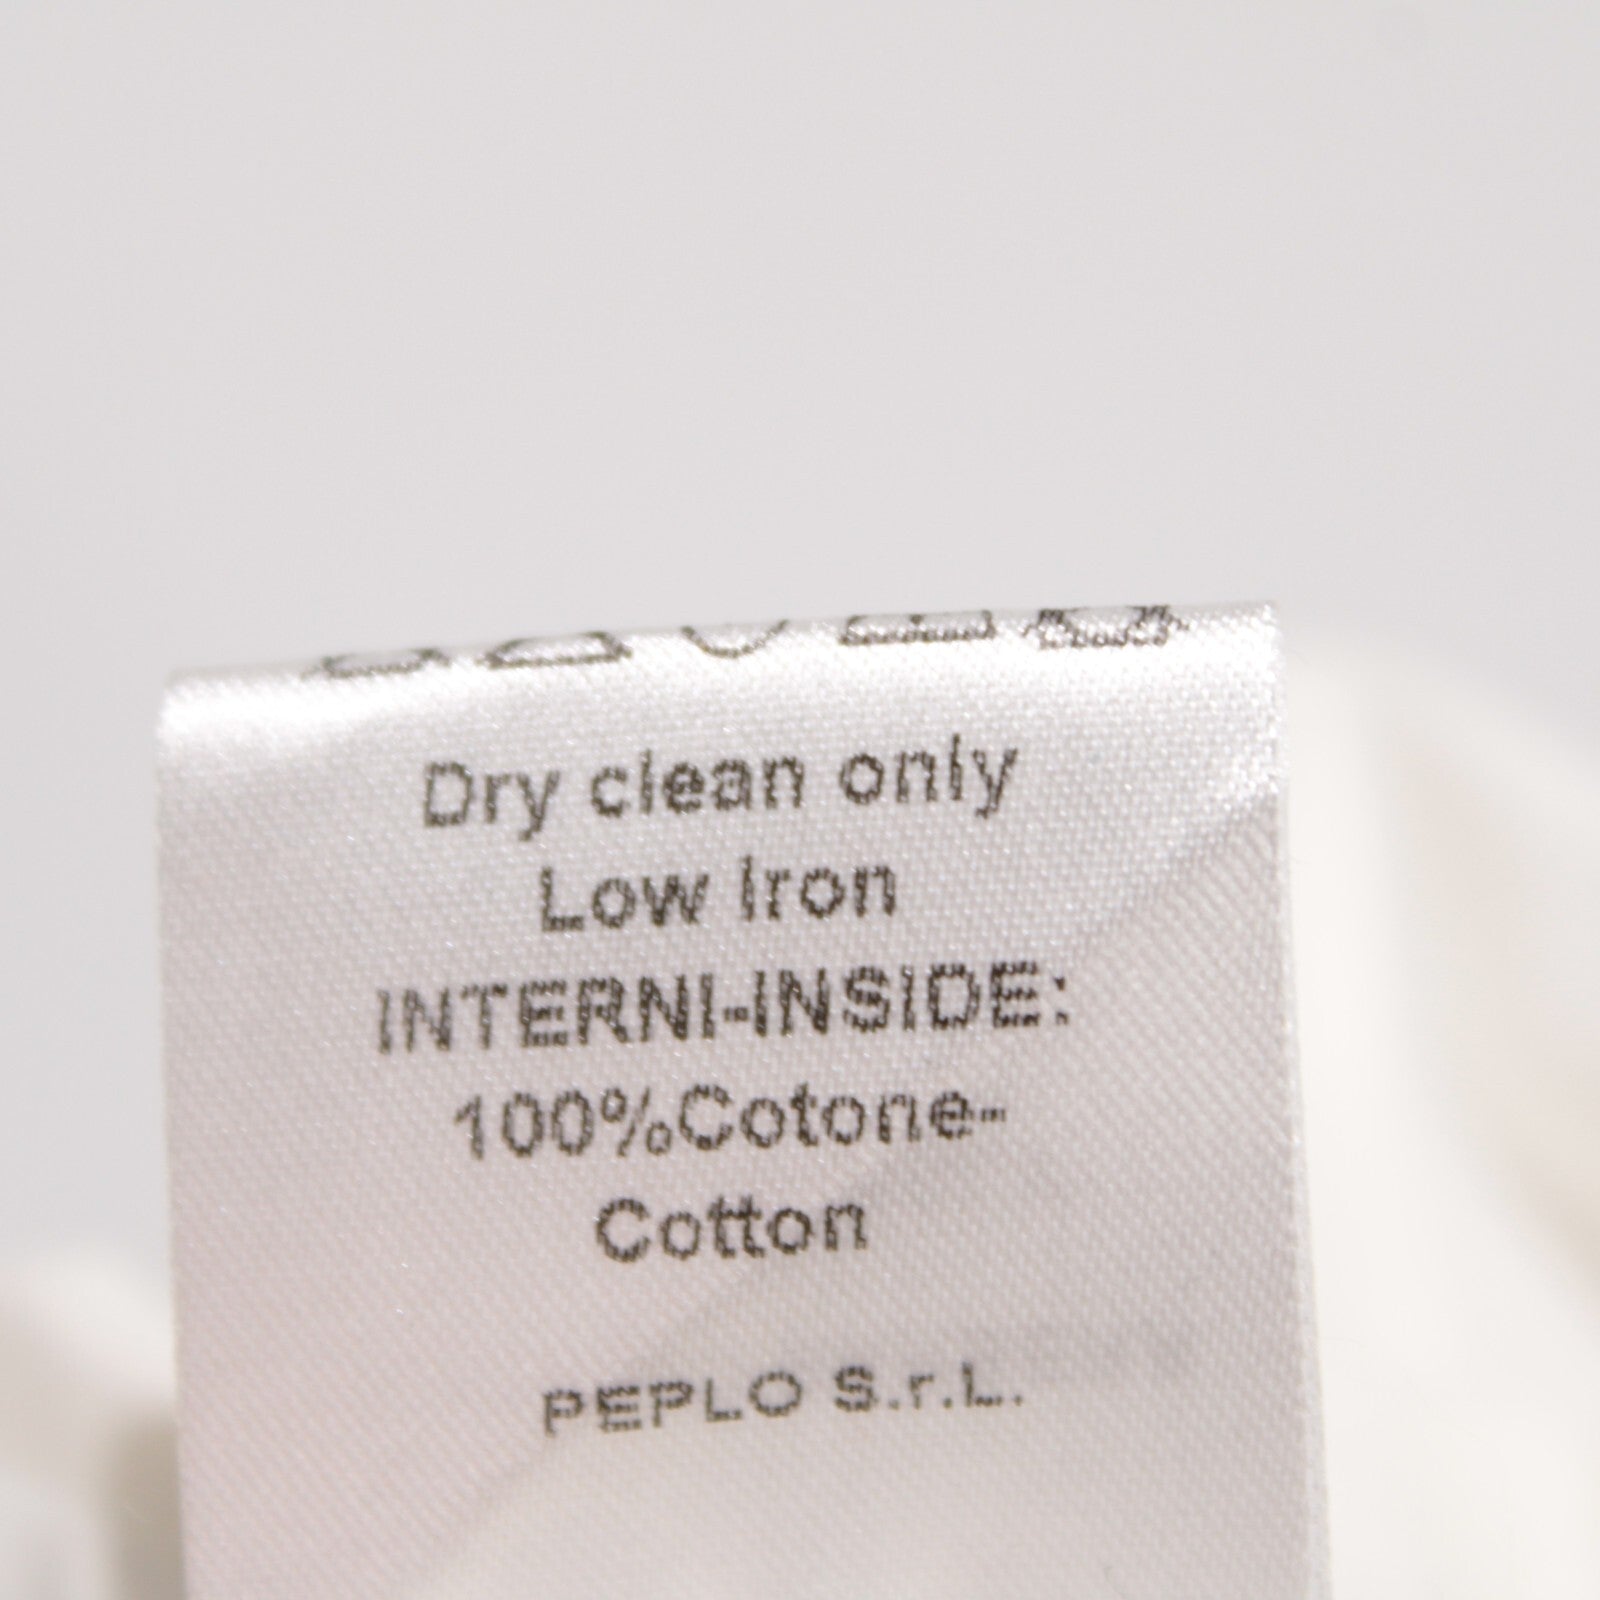 Dry clean only
Low Iron
INTERNI-INSIDE:
100%Cotone-
Cotton
PEPLO S.r.L.